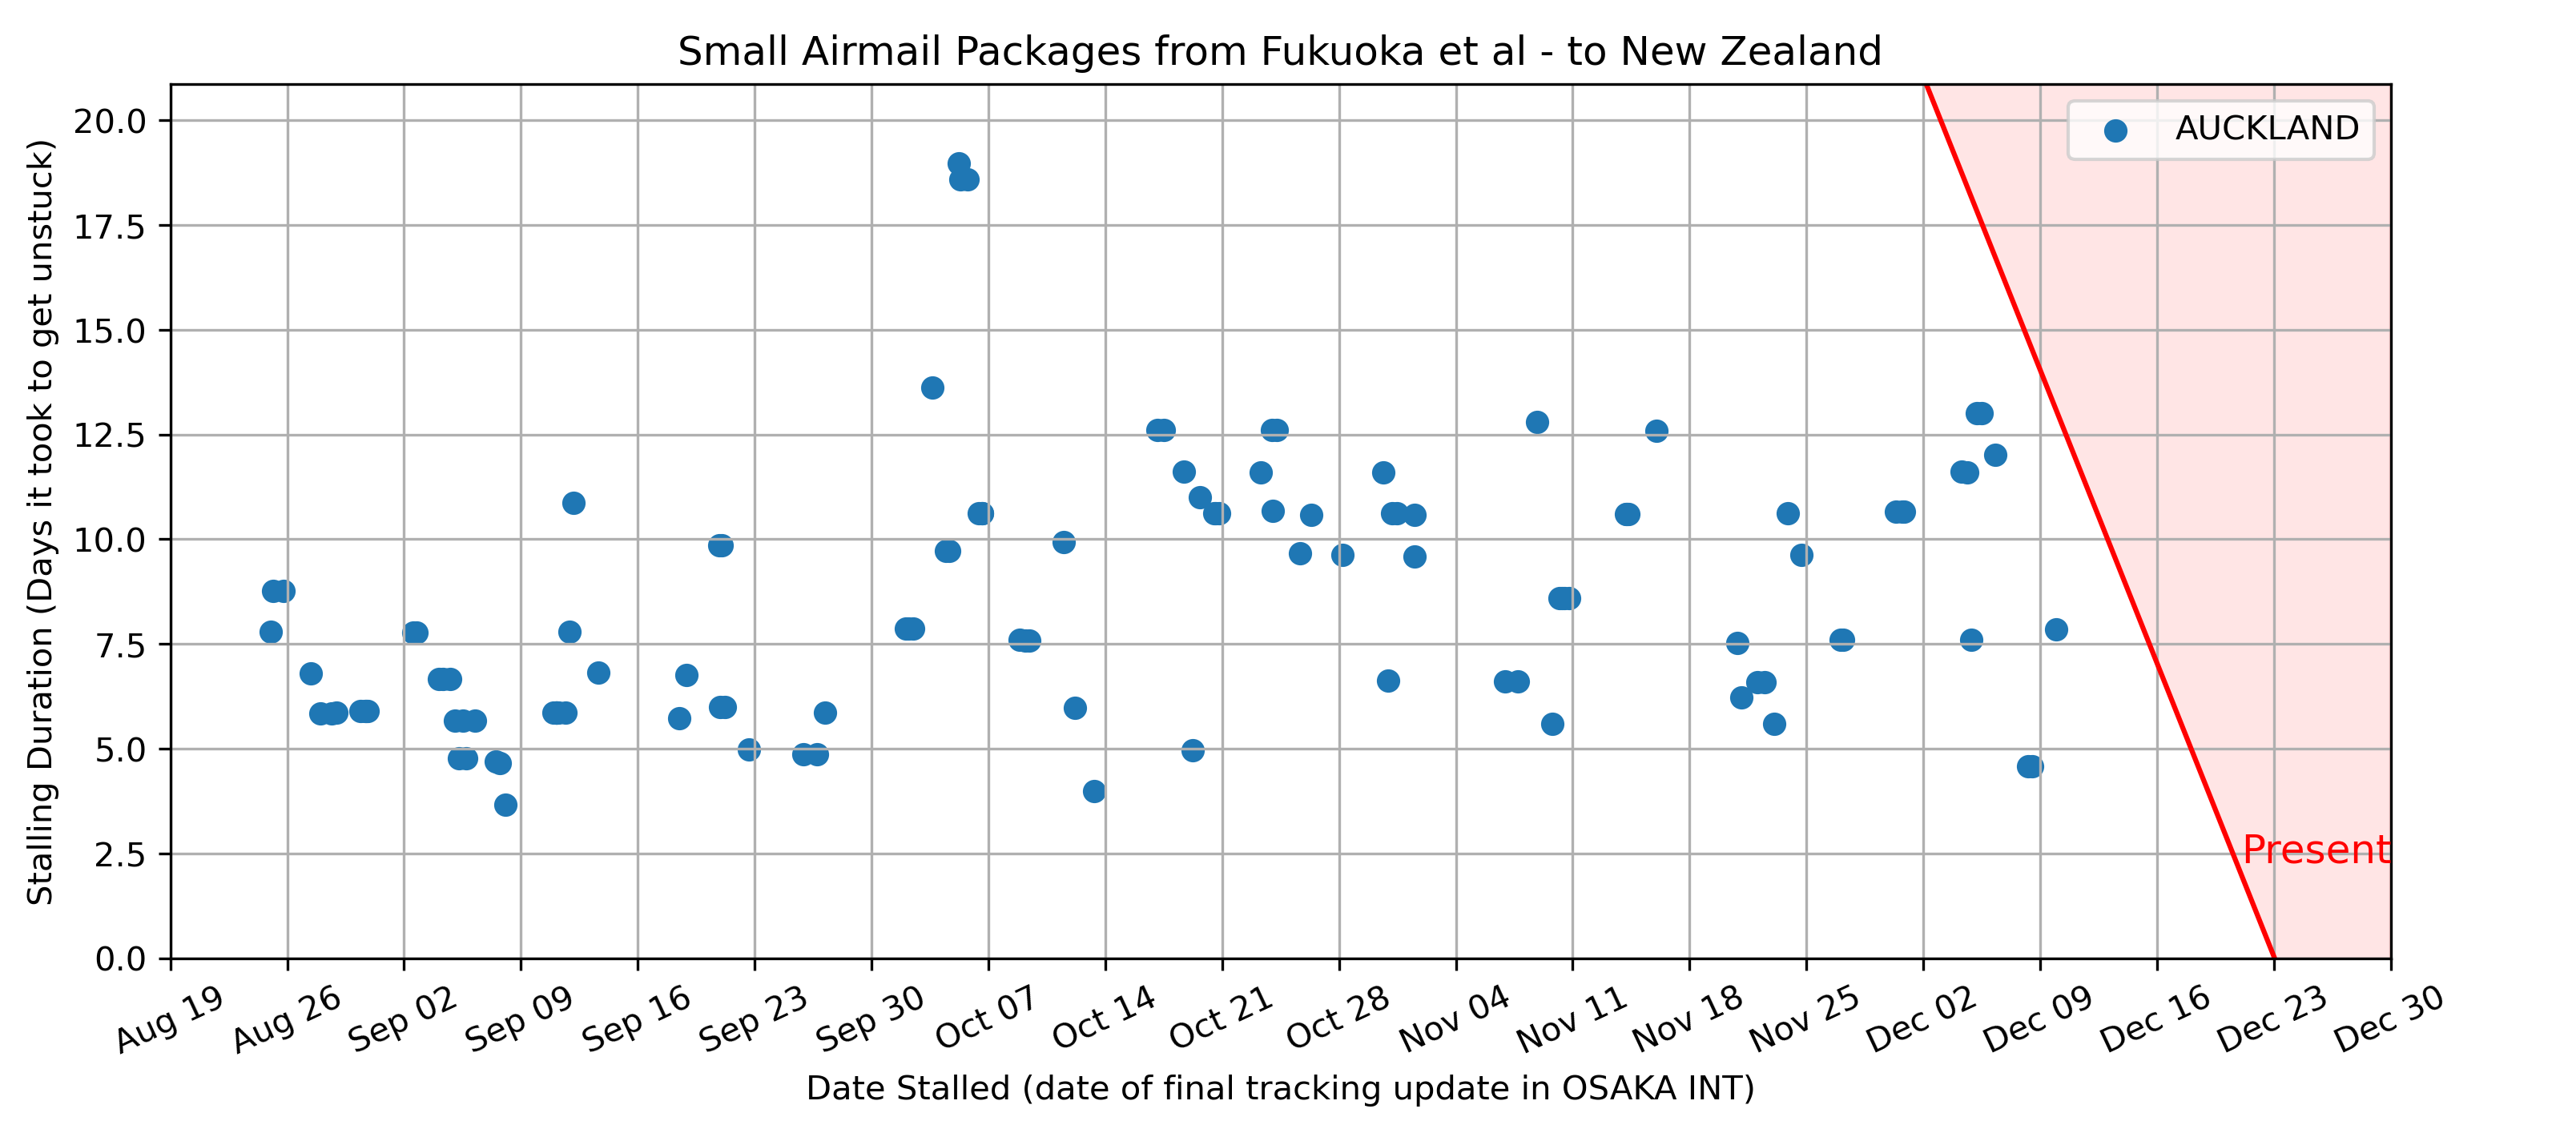 Small Airmail Packages from Fukuoka et al - to New Zealand
AUCKLAND
20.0
17.5
15.0
12.5
10.0
7.5
5.0
2.5
0.0
Stalling Duration (Days it took to get unstuck)
Present
Aug 19
Aug 26
Sep 02
Sep 09
Sep 16
Sep 23
Sep 30
Oct 07
Oct 14
Oct 21
Oct 28
Nov 04
Nov 11
Nov 18
Nov 25
Dec 02
Dec 09
Dec 16
Dec 23
Dec 30
Date Stalled (date of final tracking update in OSAKA INT)